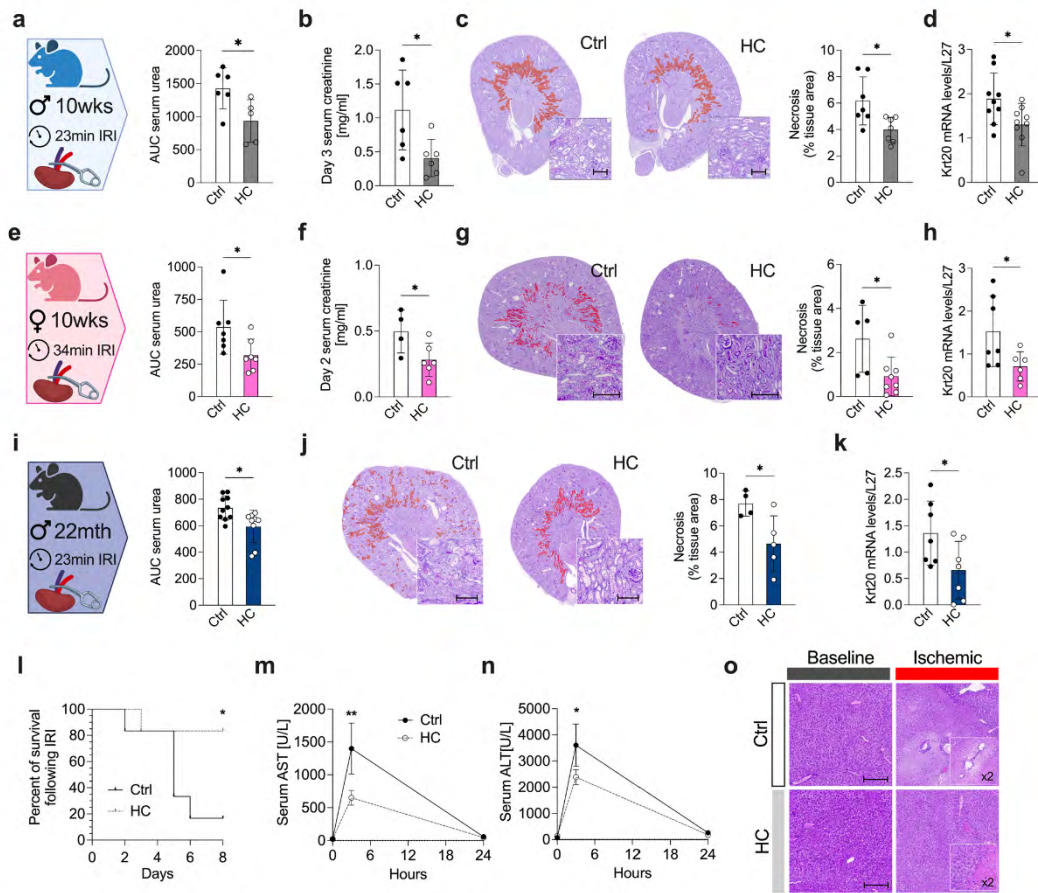 a
♂ 10wks
23min IRI
AUC serum urea
2000
1500
1000
500
0
*
Ctrl
HC
b
Day 3 serum creatinine
[mg/ml]
2.0
1.5
1.0
0.5
0.0
*
Ctrl
HC
c
Ctrl
HC
Necrosis
(% tissue area)
10
8
6
4
2
0
*
Ctrl
HC
d
Krt20 mRNA levels/L27
4
3
2
1
0
*
Ctrl
HC
e
♀ 10wks
34min IRI
AUC serum urea
1000
750
500
250
0
*
Ctrl
HC
f
Day 2 serum creatinine
[mg/ml]
1.0
0.5
0.0
*
Ctrl
HC
g
Ctrl
HC
Necrosis
(% tissue area)
6
4
2
0
*
Ctrl
HC
h
Krt20 mRNA levels/L27
3
2
1
0
*
Ctrl
HC
i
♂ 22mth
23min IRI
AUC serum urea
1000
800
600
400
200
0
*
Ctrl
HC
j
Ctrl
HC
Necrosis
(% tissue area)
10
8
6
4
2
0
*
Ctrl
HC
k
Krt20 mRNA levels/L27
2.5
2.0
1.5
1.0
0.5
0.0
*
Ctrl
HC
l
Percent of survival
following IRI
100
80
60
40
20
0
*
Ctrl
HC
0 2 4 6 8
Days
m
Serum AST [U/L]
2000
1500
1000
500
0
**
Ctrl
HC
0 12 24
Hours
n
Serum ALT[U/L]
5000
4000
3000
2000
1000
0
*
0 12 24
Hours
o
Baseline Ischemic
Ctrl
x2
HC
x2